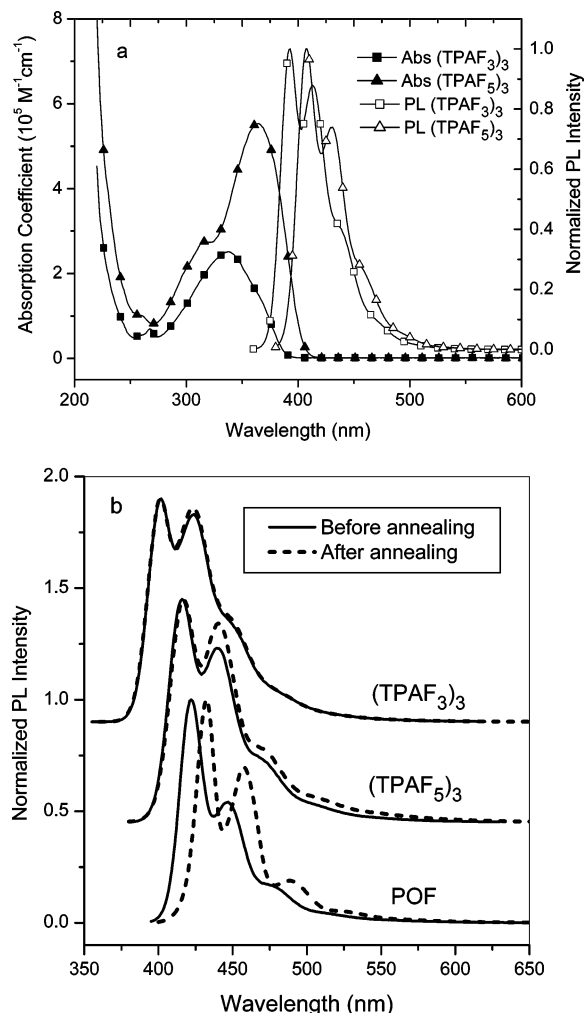 a
Abs (TPAF3)3
Abs (TPAF5)3
PL (TPAF3)3
PL (TPAF5)3
8
7
6
5
4
3
2
1
0
Absorption Coefficient (10^5 M^-1cm^-1)
1.0
0.8
0.6
0.4
0.2
0.0
Normalized PL Intensity
200 300 400 500 600
Wavelength (nm)
b
Before annealing
After annealing
2.0
1.5
1.0
0.5
0.0
Normalized PL Intensity
(TPAF3)3
(TPAF5)3
POF
350 400 450 500 550 600 650
Wavelength (nm)